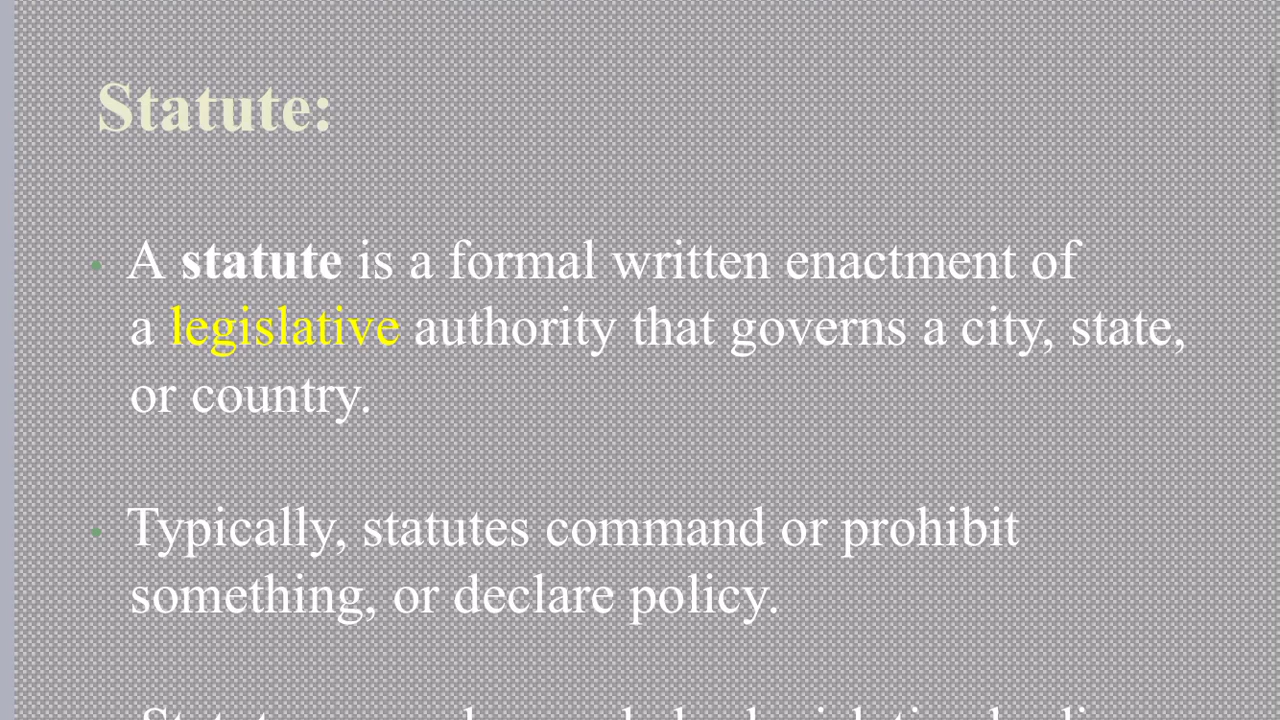 Statute:
• A statute is a formal written enactment of
a legislative authority that governs a city, state,
or country.
• Typically, statutes command or prohibit
something, or declare policy.